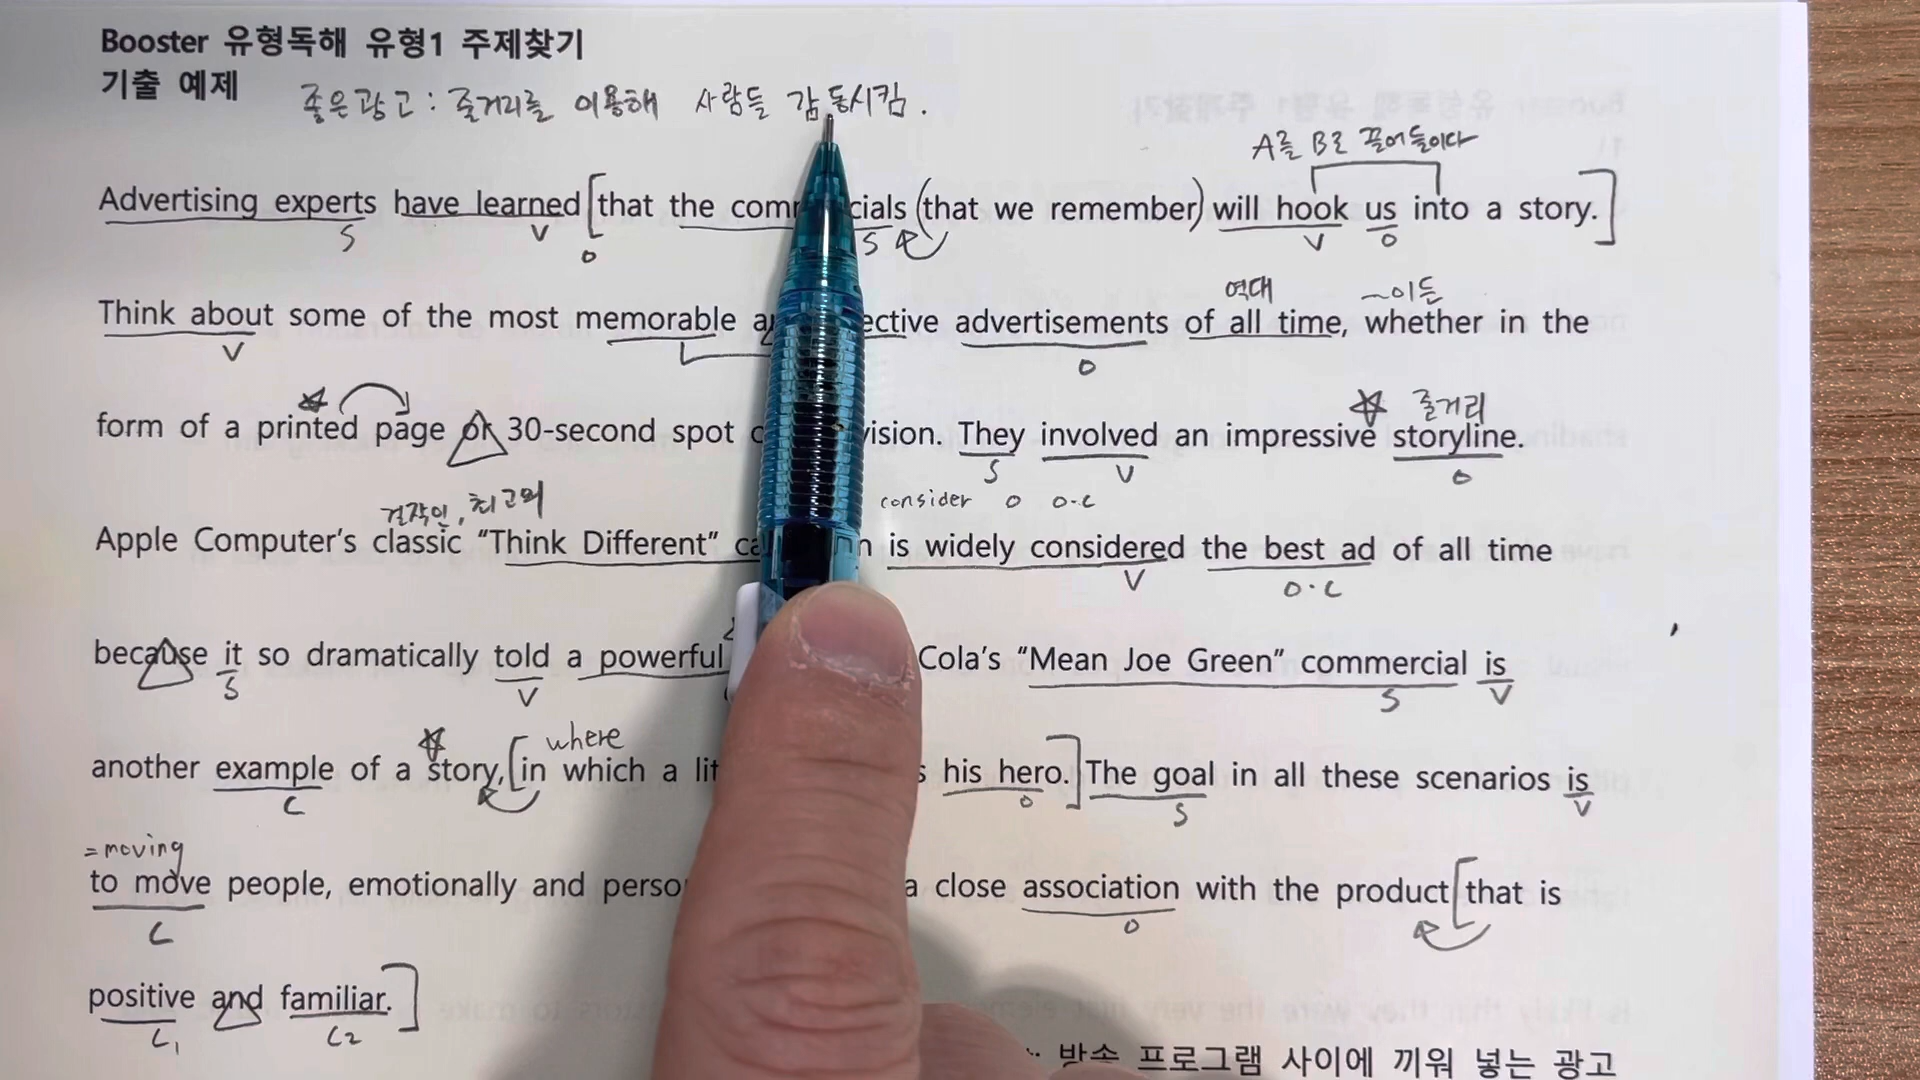 Booster 유형독해 유형1 주제찾기
기출 예제
좋은광고: 줄거리를 이용해 사람들 감동시킴.
A를 B로 끌어들이다
Advertising experts have learned [that the commercials (that we remember) will hook us into a story.]
S V O S V O
역대 ~이든
Think about some of the most memorable advertisements of all time, whether in the
V O
줄거리
form of a printed page or 30-second spot vision. They involved an impressive storyline.
S V O
걸작인, 최고의 consider O O·C
Apple Computer's classic "Think Different" is widely considered the best ad of all time
V O·C
because it so dramatically told a powerful Cola's "Mean Joe Green" commercial is
S V S V
where
another example of a story, [in which a his hero.] The goal in all these scenarios is
C O S V
=moving
to move people, emotionally and a close association with the product [that is
C O
positive and familiar.]
C1 C2
방송 프로그램 사이에 끼워 넣는 광고